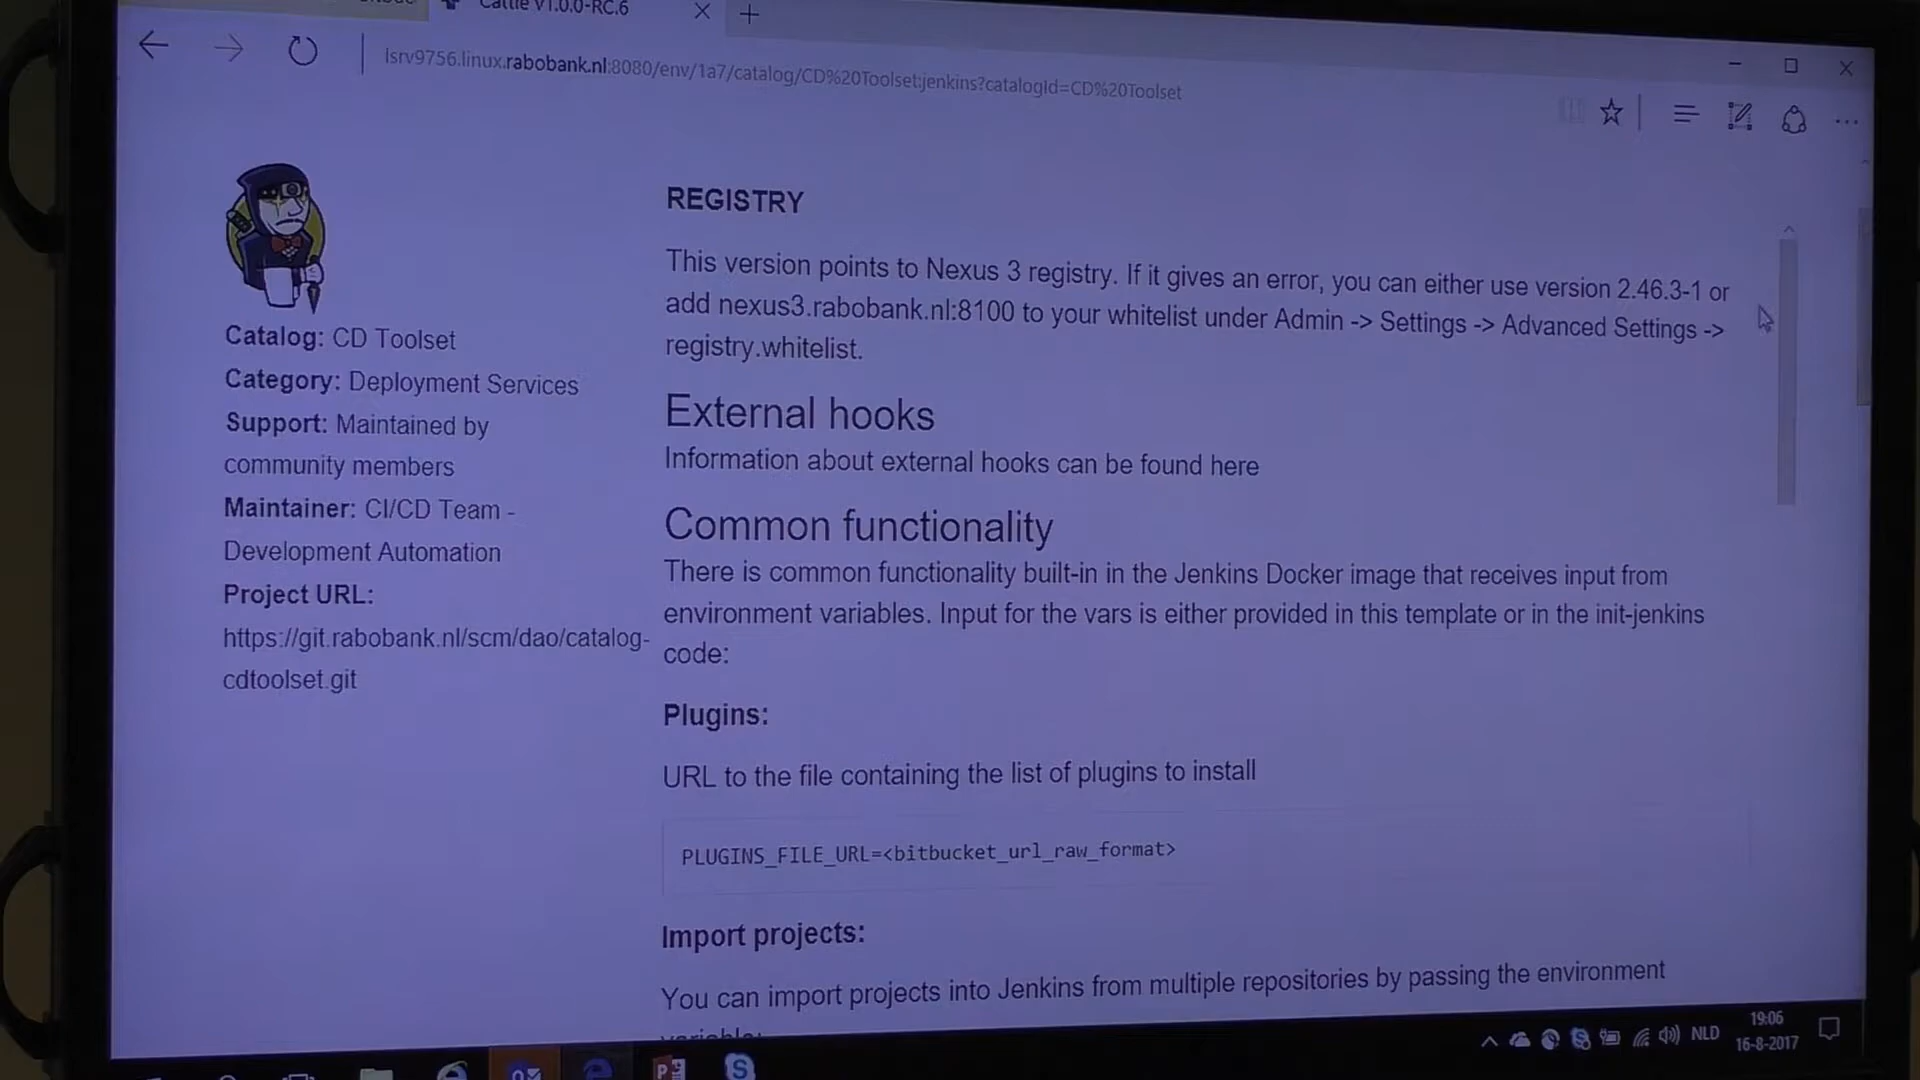 Cattle v1.0.0-RC.6
lsrv9756.linux.rabobank.nl:8080/env/1a7/catalog/CD%20Toolset:jenkins?catalogId=CD%20Toolset
Catalog: CD Toolset
Category: Deployment Services
Support: Maintained by
community members
Maintainer: CI/CD Team -
Development Automation
Project URL:
https://git.rabobank.nl/scm/dao/catalog-
cdtoolset.git
REGISTRY
This version points to Nexus 3 registry. If it gives an error, you can either use version 2.46.3-1 or
add nexus3.rabobank.nl:8100 to your whitelist under Admin -> Settings -> Advanced Settings ->
registry.whitelist.
External hooks
Information about external hooks can be found here
Common functionality
There is common functionality built-in in the Jenkins Docker image that receives input from
environment variables. Input for the vars is either provided in this template or in the init-jenkins
code:
Plugins:
URL to the file containing the list of plugins to install
PLUGINS_FILE_URL=<bitbucket_url_raw_format>
Import projects:
You can import projects into Jenkins from multiple repositories by passing the environment
variable:
NLD
19:06
16-8-2017